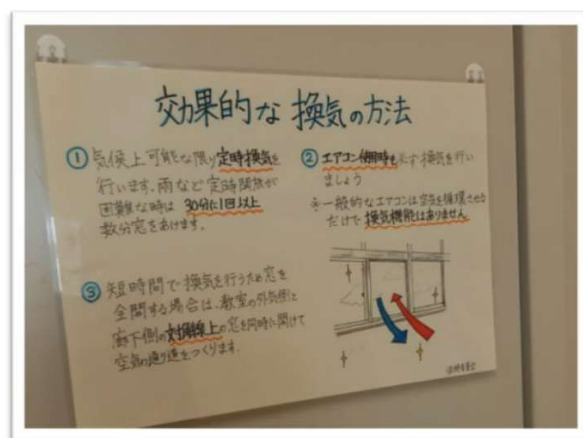 効果的な換気の方法
① 気候上可能な限り定時換気を
行います。雨など定時開放が
困難な時は 30分に1回以上
数分窓をあけます。
② エアコン使用時も必ず換気を行い
ましょう
※一般的なエアコンは空気を循環させる
だけで換気機能はありません
③ 短時間で換気を行うため窓を
全開する場合は、教室の外気側と
廊下側の対角線上の窓を同時に開けて
空気の通り道をつくります。